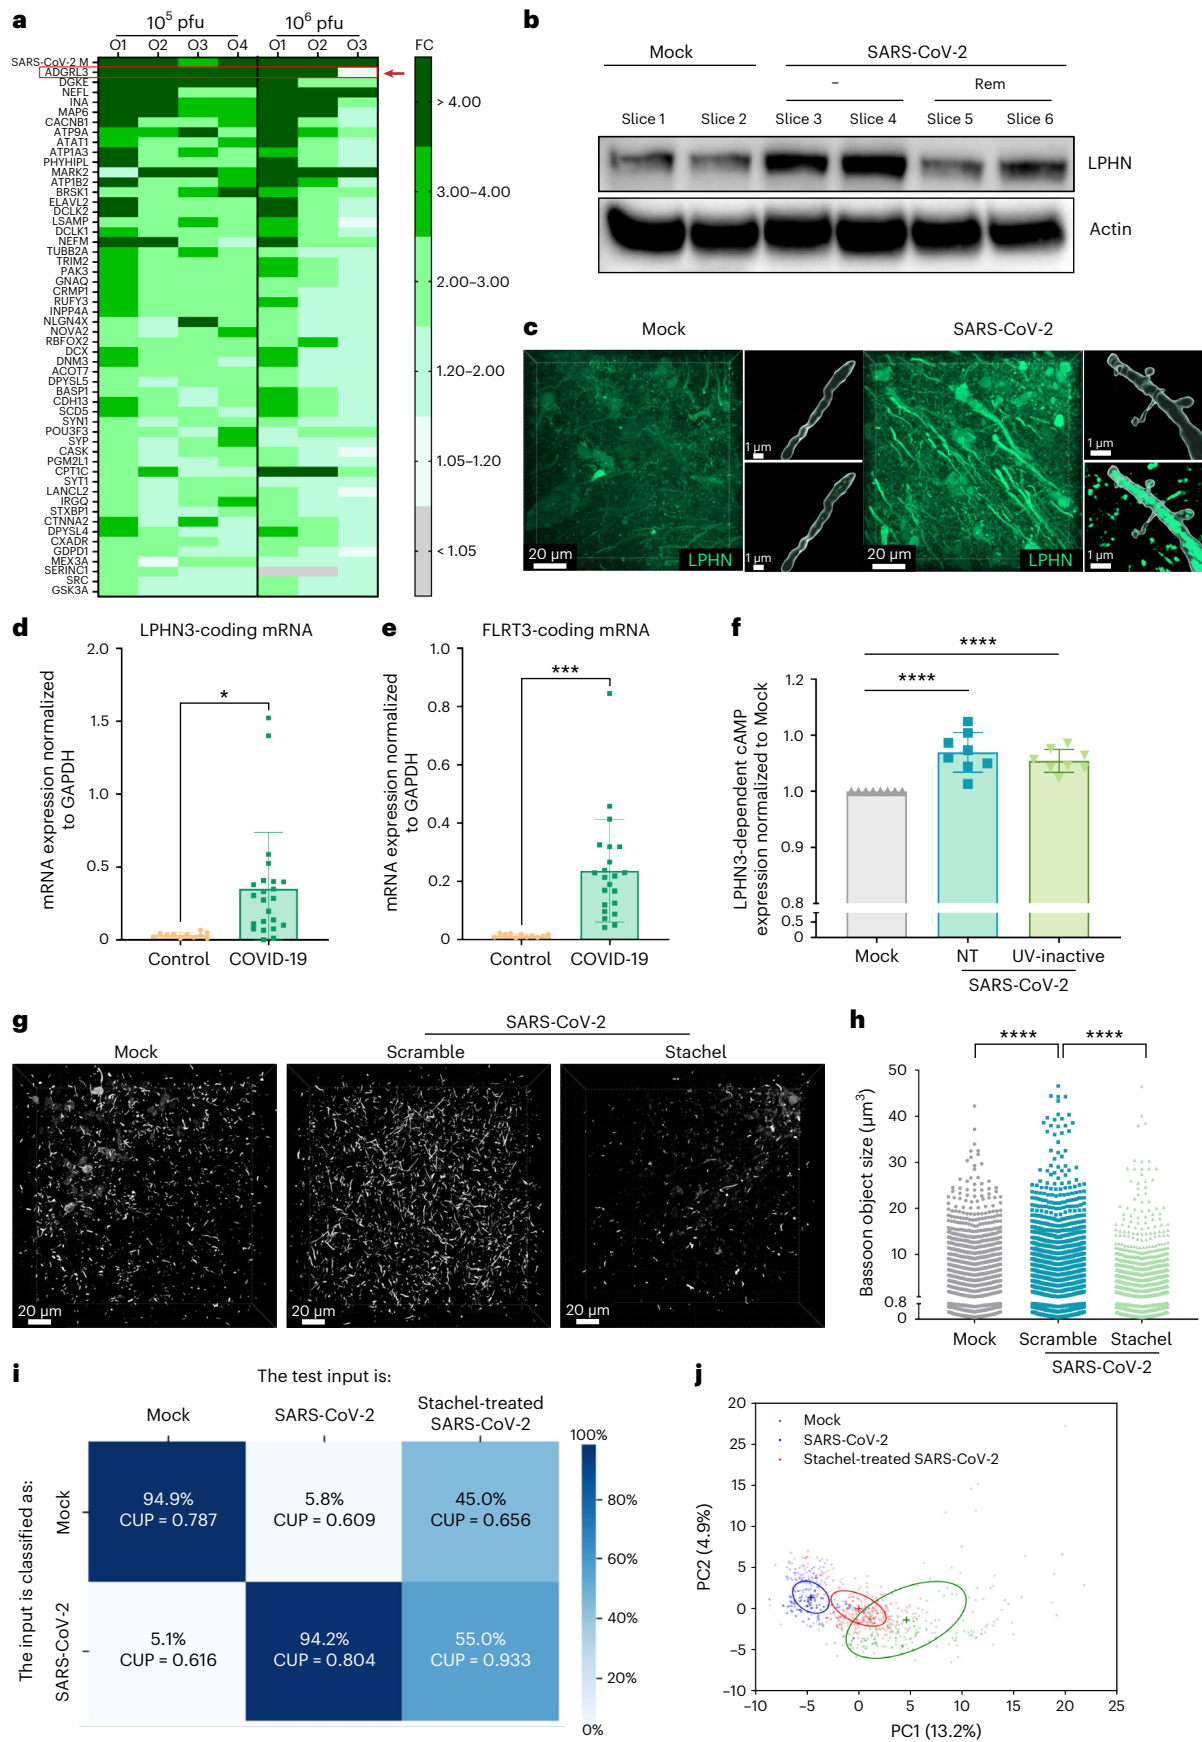 a
10⁵ pfu
10⁶ pfu
O1 O2 O3 O4 O1 O2 O3 FC
SARS-CoV-2 M
ADGRL3
DGKE
NEFL
INA
MAP6
CACNB1
ATP9A
ATAT1
ATP1A3
PHYHIPL
MARK2
ATP1B2
BRSK1
ELAVL2
DCLK2
LSAMP
DCLK1
NEFM
TUBB2A
TRIM2
PAK3
GNAQ
CRMP1
RUFY3
INPP4A
NLGN4X
NOVA2
RBFOX2
DCX
DNM3
ACOT7
DPYSL5
BASP1
CDH13
SCD5
SYN1
POU3F3
SYP
CASK
PGM2L1
CPT1C
SYT1
LANCL2
IRGQ
STXBP1
CTNNA2
DPYSL4
CXADR
GDPD1
MEX3A
SERINC1
SRC
GSK3A
> 4.00
3.00–4.00
2.00–3.00
1.20–2.00
1.05–1.20
< 1.05
b
Mock SARS-CoV-2
– Rem
Slice 1 Slice 2 Slice 3 Slice 4 Slice 5 Slice 6
LPHN
Actin
c
Mock SARS-CoV-2
1 µm
1 µm
20 µm LPHN
1 µm
20 µm LPHN
1 µm
d
LPHN3-coding mRNA
mRNA expression normalized
to GAPDH
2.0
1.5
1.0
0.5
0
*
Control COVID-19
e
FLRT3-coding mRNA
mRNA expression normalized
to GAPDH
1.0
0.8
0.6
0.4
0.2
0
***
Control COVID-19
f
LPHN3-dependent cAMP
expression normalized to Mock
****
****
1.2
1.0
1.0
0.9
0.8
0.5
0
Mock NT UV-inactive
SARS-CoV-2
g
SARS-CoV-2
Mock Scramble Stachel
20 µm 20 µm 20 µm
h
**** ****
Bassoon object size (µm³)
50
40
30
20
10
0.8
0
Mock Scramble Stachel
SARS-CoV-2
i
The test input is:
Mock SARS-CoV-2 Stachel-treated
SARS-CoV-2
The input is classified as:
Mock
SARS-CoV-2
94.9% 5.8% 45.0%
CUP = 0.787 CUP = 0.609 CUP = 0.656
5.1% 94.2% 55.0%
CUP = 0.616 CUP = 0.804 CUP = 0.933
100%
80%
60%
40%
20%
0%
j
Mock
SARS-CoV-2
Stachel-treated SARS-CoV-2
PC2 (4.9%)
20
25
15
10
5
0
–5
–10
–10 –5 0 5 10 15 20 25
PC1 (13.2%)